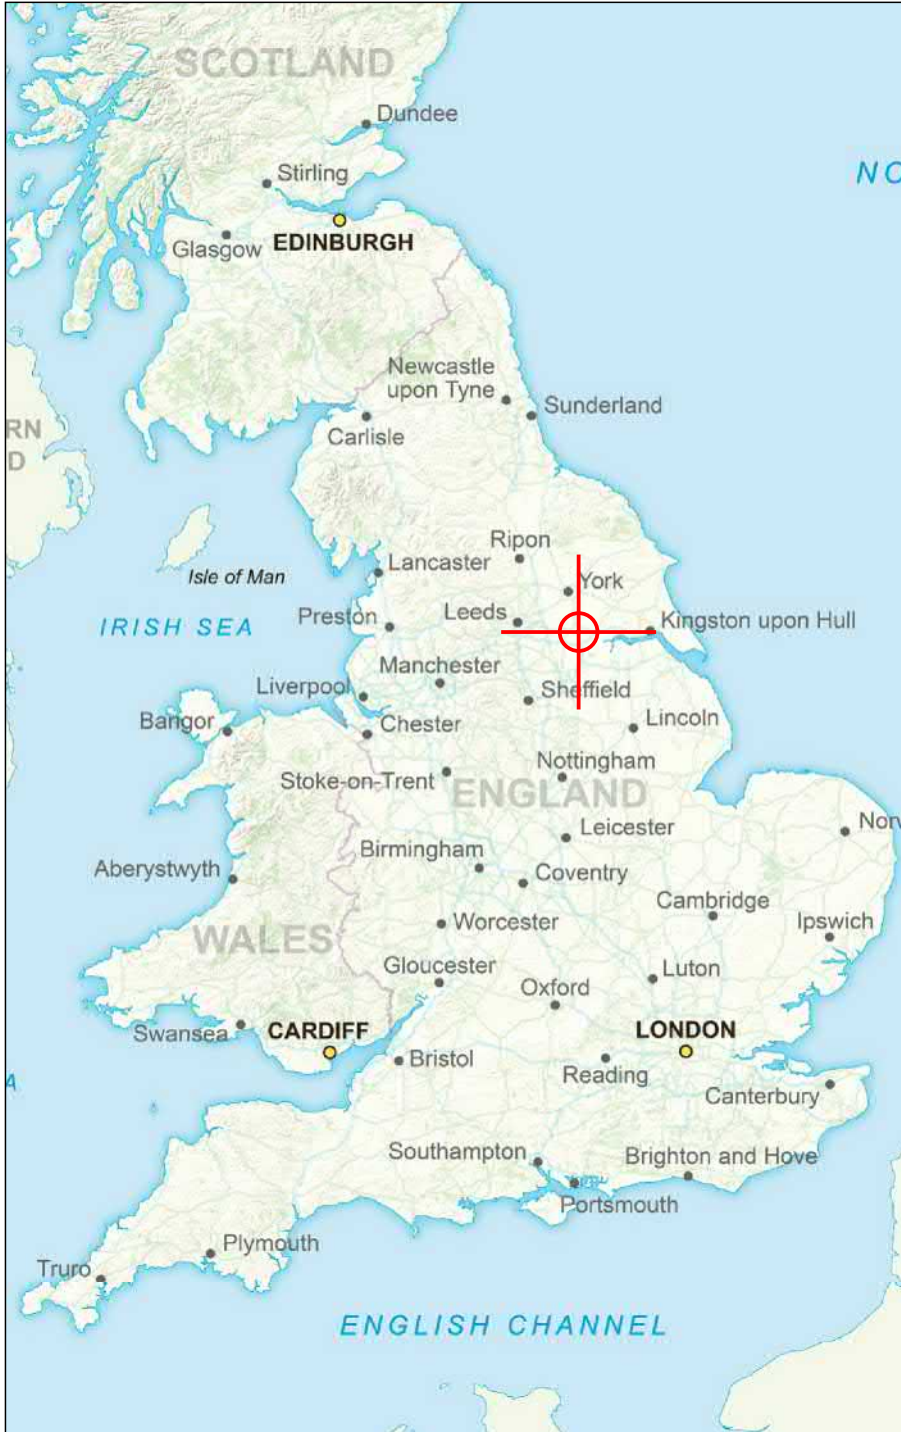 SCOTLAND
Dundee
Stirling
NO
EDINBURGH
Glasgow
Newcastle
upon Tyne
Sunderland
Carlisle
RN
D
Ripon
Lancaster
Isle of Man
York
Leeds
Preston
Kingston upon Hull
IRISH SEA
Manchester
Liverpool
Sheffield
Bangor
Chester
Lincoln
Nottingham
Stoke-on-Trent
ENGLAND
Norw
Leicester
Birmingham
Aberystwyth
Coventry
Cambridge
Worcester
Ipswich
WALES
Gloucester
Luton
Oxford
Swansea
CARDIFF
LONDON
Bristol
Reading
A
Canterbury
Southampton
Brighton and Hove
Portsmouth
Plymouth
Truro
ENGLISH CHANNEL